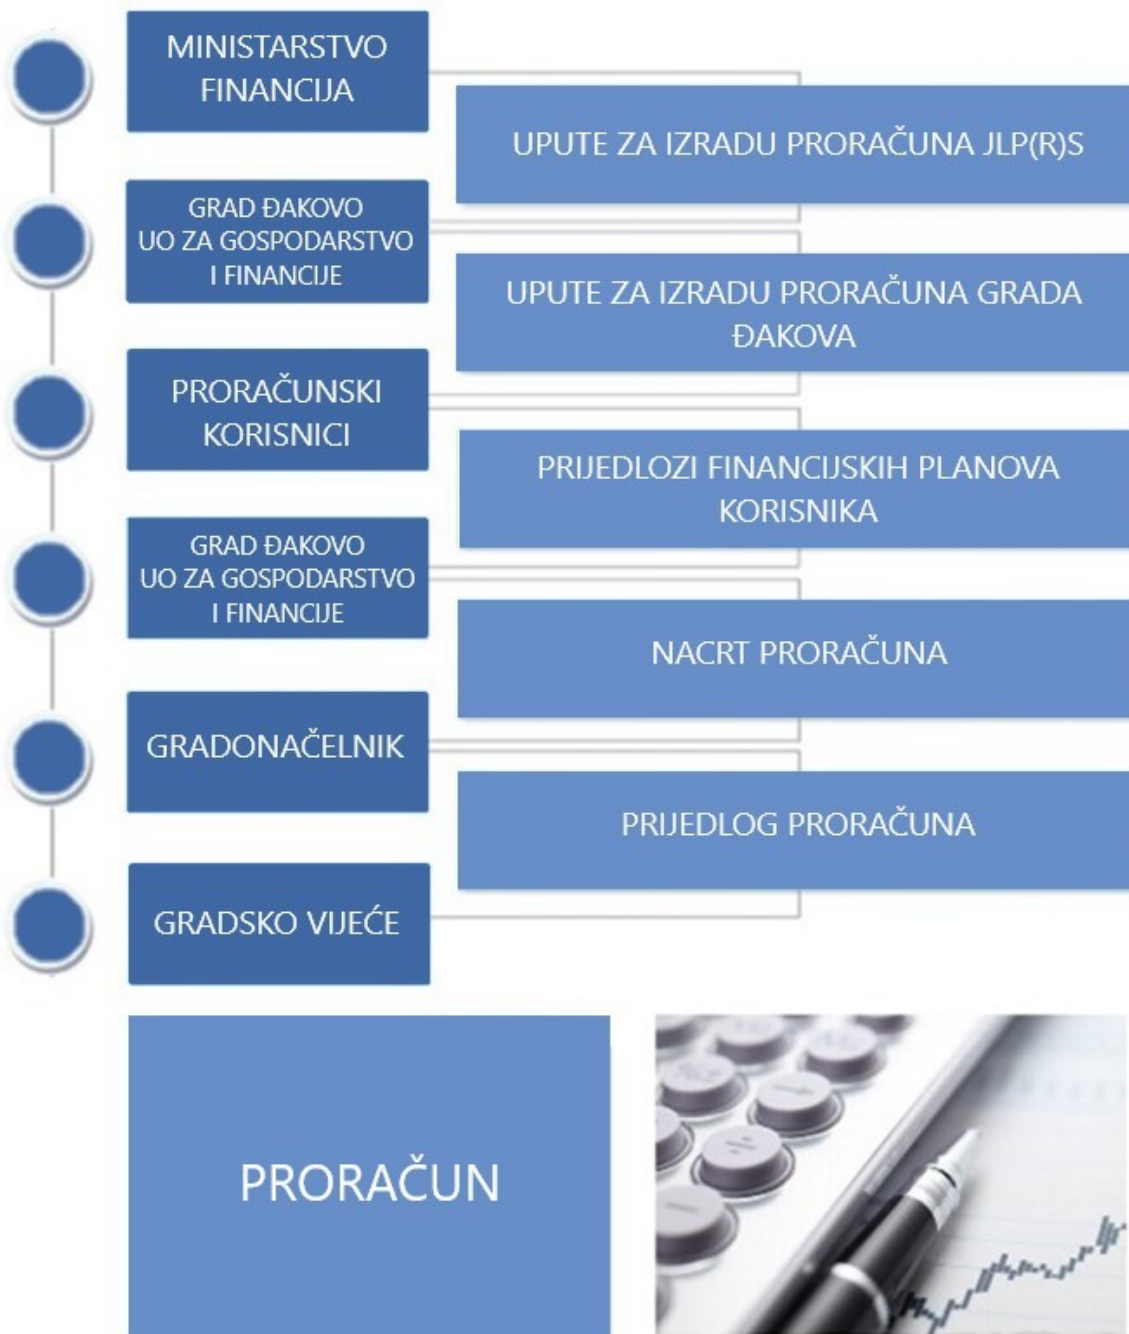 MINISTARSTVO
FINANCIJA
UPUTE ZA IZRADU PRORAČUNA JLP(R)S
GRAD ĐAKOVO
UO ZA GOSPODARSTVO
I FINANCIJE
UPUTE ZA IZRADU PRORAČUNA GRADA
ĐAKOVA
PRORAČUNSKI
KORISNICI
PRIJEDLOZI FINANCIJSKIH PLANOVA
KORISNIKA
GRAD ĐAKOVO
UO ZA GOSPODARSTVO
I FINANCIJE
NACRT PRORAČUNA
GRADONAČELNIK
PRIJEDLOG PRORAČUNA
GRADSKO VIJEĆE
PRORAČUN